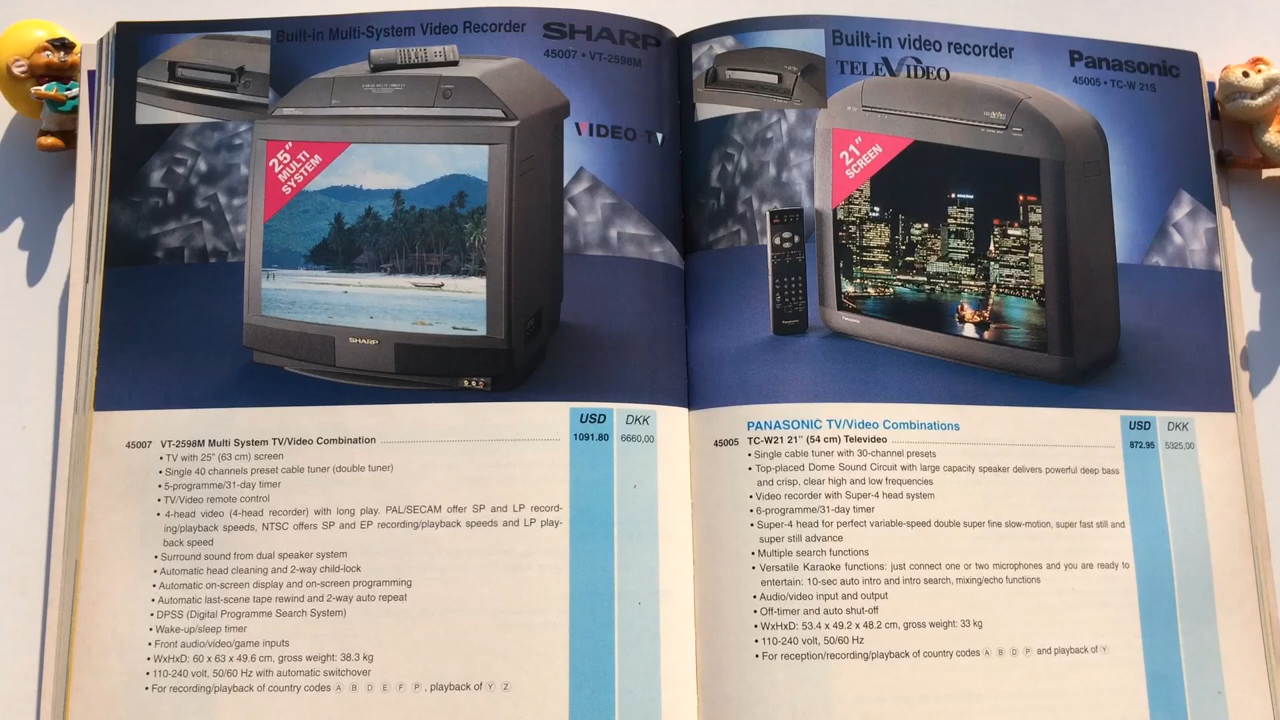 Built-in Multi-System Video Recorder
SHARP
45007 • VT-2598M
VIDEO TV
25"
MULTI
SYSTEM
SHARP
USD
DKK
45007 VT-2598M Multi System TV/Video Combination
1091.80
6660,00
• TV with 25" (63 cm) screen
• Single 40 channels preset cable tuner (double tuner)
• 5-programme/31-day timer
• TV/Video remote control
• 4-head video (4-head recorder) with long play. PAL/SECAM offer SP and LP record-
ing/playback speeds, NTSC offers SP and EP recording/playback speeds and LP play-
back speed
• Surround sound from dual speaker system
• Automatic head cleaning and 2-way child-lock
• Automatic on-screen display and on-screen programming
• Automatic last-scene tape rewind and 2-way auto repeat
• DPSS (Digital Programme Search System)
• Wake-up/sleep timer
• Front audio/video/game inputs
• WxHxD: 60 x 63 x 49.6 cm, gross weight: 38.3 kg
• 110-240 volt, 50/60 Hz with automatic switchover
• For recording/playback of country codes A B D E F P, playback of Y Z
Built-in video recorder
TELEVIDEO
Panasonic
45005 • TC-W 21S
21"
SCREEN
Panasonic
Panasonic
PANASONIC TV/Video Combinations
USD
DKK
45005 TC-W21 21" (54 cm) Televideo
872.95
5325,00
• Single cable tuner with 30-channel presets
• Top-placed Dome Sound Circuit with large capacity speaker delivers powerful deep bass
and crisp, clear high and low frequencies
• Video recorder with Super-4 head system
• 6-programme/31-day timer
• Super-4 head for perfect variable-speed double super fine slow-motion, super fast still and
super still advance
• Multiple search functions
• Versatile Karaoke functions: just connect one or two microphones and you are ready to
entertain: 10-sec auto intro and intro search, mixing/echo functions
• Audio/video input and output
• Off-timer and auto shut-off
• WxHxD: 53.4 x 49.2 x 48.2 cm, gross weight: 33 kg
• 110-240 volt, 50/60 Hz
• For reception/recording/playback of country codes A B D P and playback of Y